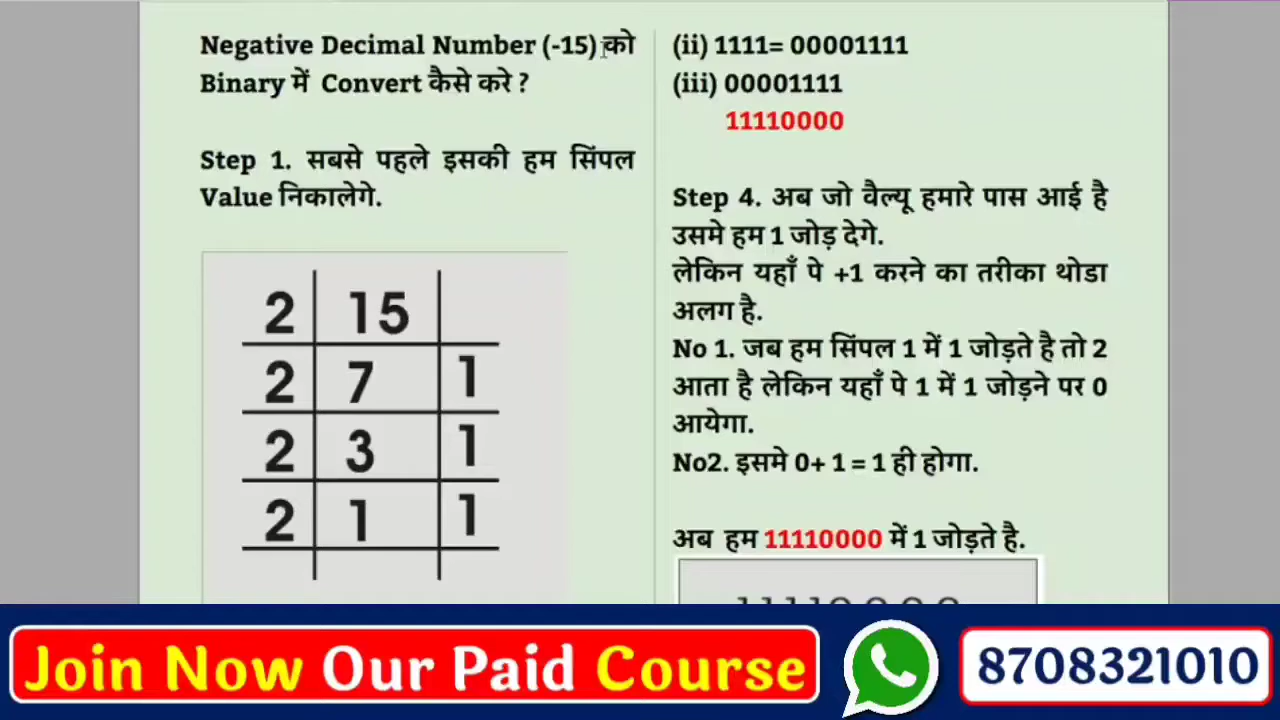 Negative Decimal Number (-15) को
Binary में Convert कैसे करे ?
Step 1. सबसे पहले इसकी हम सिंपल
Value निकालेगे.
2 15
2 7 1
2 3 1
2 1 1
(ii) 1111= 00001111
(iii) 00001111
11110000
Step 4. अब जो वैल्यू हमारे पास आई है
उसमे हम 1 जोड़ देगे.
लेकिन यहाँ पे +1 करने का तरीका थोडा
अलग है.
No 1. जब हम सिंपल 1 में 1 जोड़ते है तो 2
आता है लेकिन यहाँ पे 1 में 1 जोड़ने पर 0
आयेगा.
No2. इसमे 0+ 1 = 1 ही होगा.
अब हम 11110000 में 1 जोड़ते है.
Join Now Our Paid Course
8708321010